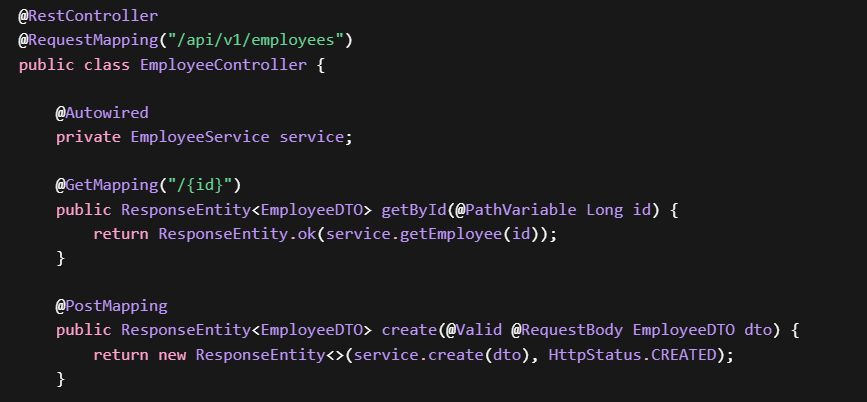 @RestController
@RequestMapping("/api/v1/employees")
public class EmployeeController {

    @Autowired
    private EmployeeService service;

    @GetMapping("/{id}")
    public ResponseEntity<EmployeeDTO> getById(@PathVariable Long id) {
        return ResponseEntity.ok(service.getEmployee(id));
    }

    @PostMapping
    public ResponseEntity<EmployeeDTO> create(@Valid @RequestBody EmployeeDTO dto) {
        return new ResponseEntity<>(service.create(dto), HttpStatus.CREATED);
    }